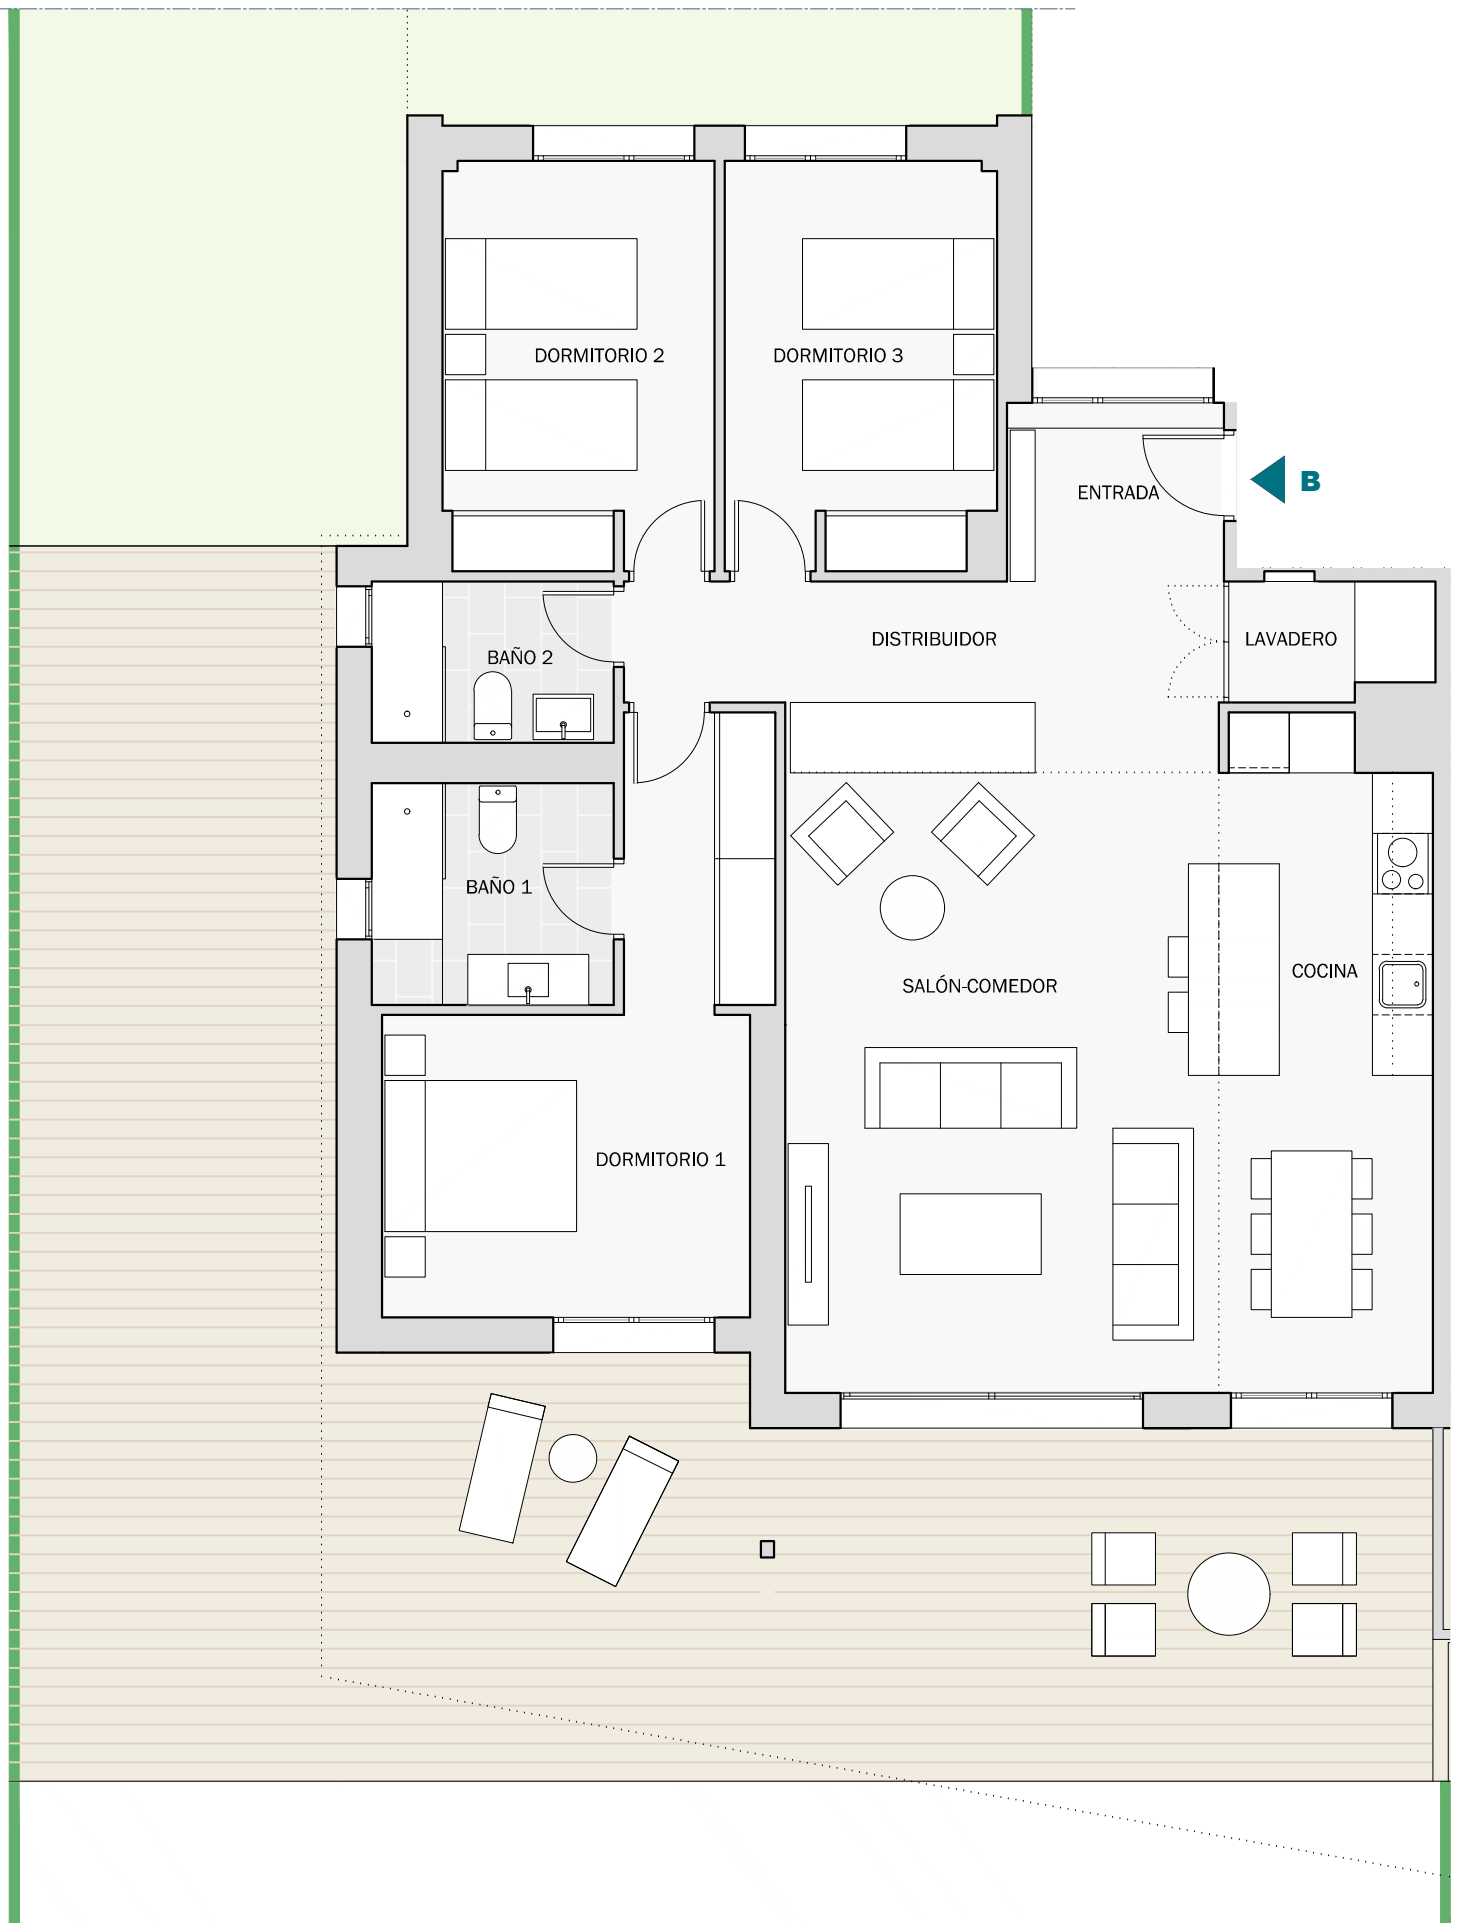 DORMITORIO 2
DORMITORIO 3
ENTRADA
B
DISTRIBUIDOR
LAVADERO
BAÑO 2
BAÑO 1
COCINA
SALÓN-COMEDOR
DORMITORIO 1